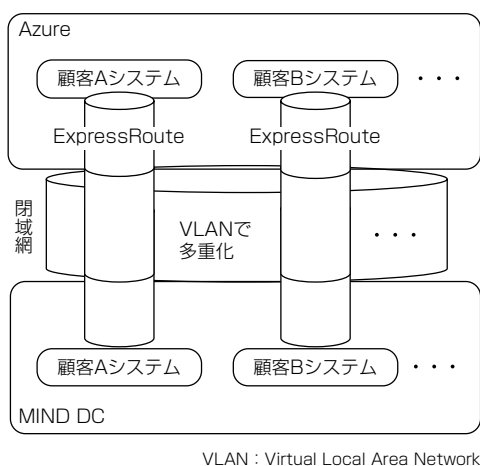 Azure
顧客Aシステム
顧客Bシステム
・・・
ExpressRoute
ExpressRoute
閉域網
VLANで
多重化
・・・
顧客Aシステム
顧客Bシステム
・・・
MIND DC
VLAN：Virtual Local Area Network